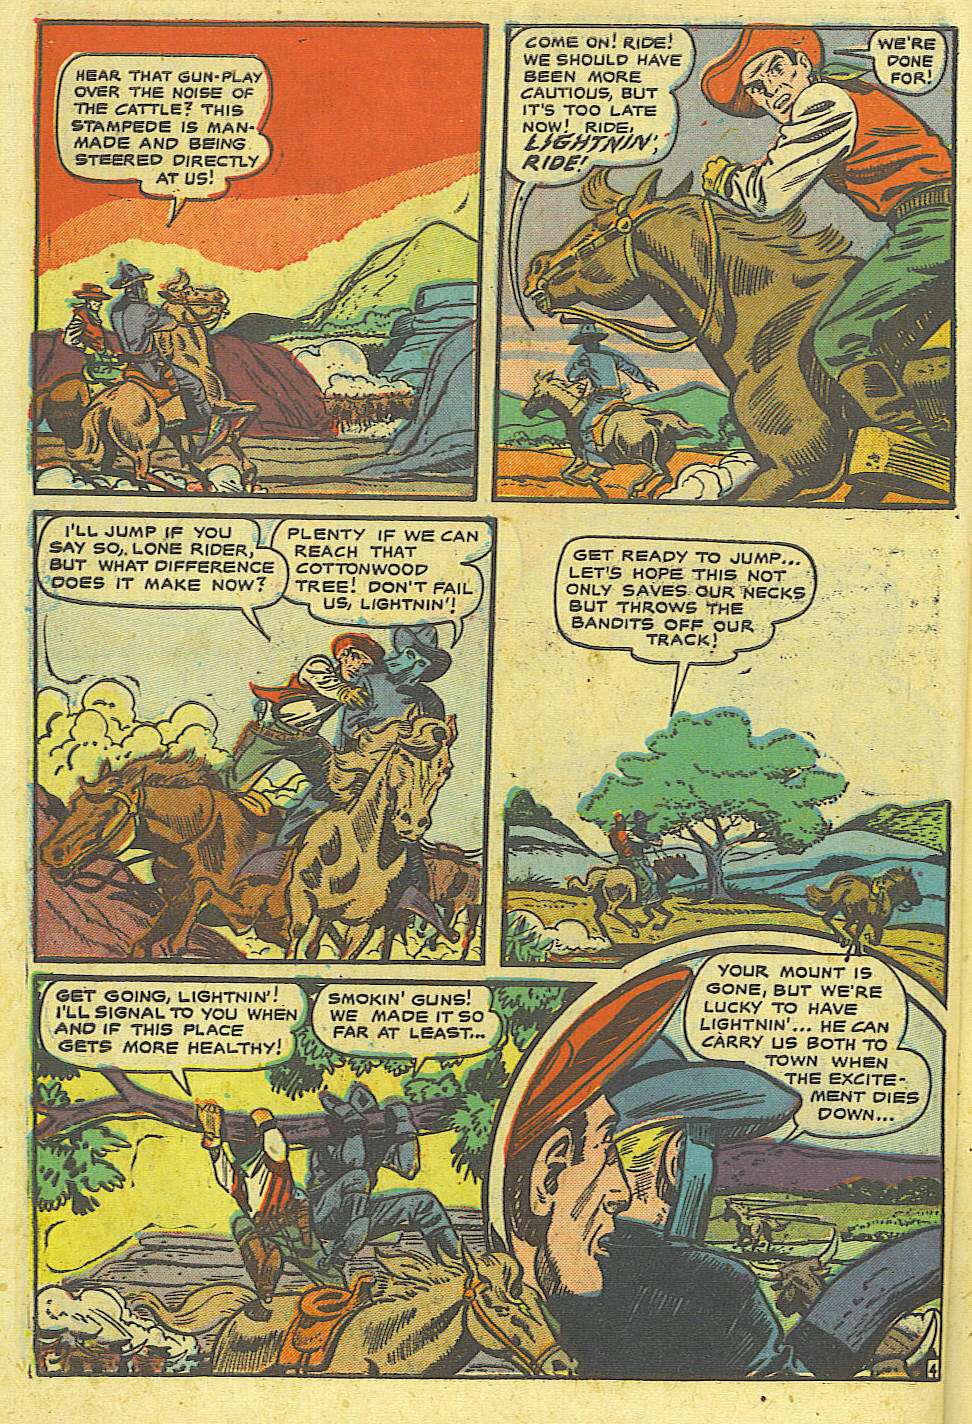 HEAR THAT GUN-PLAY
OVER THE NOISE OF
THE CATTLE? THIS
STAMPEDE IS MAN-
MADE AND BEING
STEERED DIRECTLY
AT US!
COME ON! RIDE!
WE SHOULD HAVE
BEEN MORE
CAUTIOUS, BUT
IT'S TOO LATE
NOW! RIDE,
LIGHTNIN',
RIDE!
WE'RE
DONE
FOR!
I'LL JUMP IF YOU
SAY SO, LONE RIDER,
BUT WHAT DIFFERENCE
DOES IT MAKE NOW?
PLENTY IF WE CAN
REACH THAT
COTTONWOOD
TREE! DON'T FAIL
US, LIGHTNIN'!
GET READY TO JUMP...
LET'S HOPE THIS NOT
ONLY SAVES OUR NECKS
BUT THROWS THE
BANDITS OFF OUR
TRACK!
GET GOING, LIGHTNIN'!
I'LL SIGNAL TO YOU WHEN
AND IF THIS PLACE
GETS MORE HEALTHY!
SMOKIN' GUNS!
WE MADE IT SO
FAR AT LEAST...
YOUR MOUNT IS
GONE, BUT WE'RE
LUCKY TO HAVE
LIGHTNIN'... HE CAN
CARRY US BOTH TO
TOWN WHEN
THE EXCITE-
MENT DIES
DOWN...
4